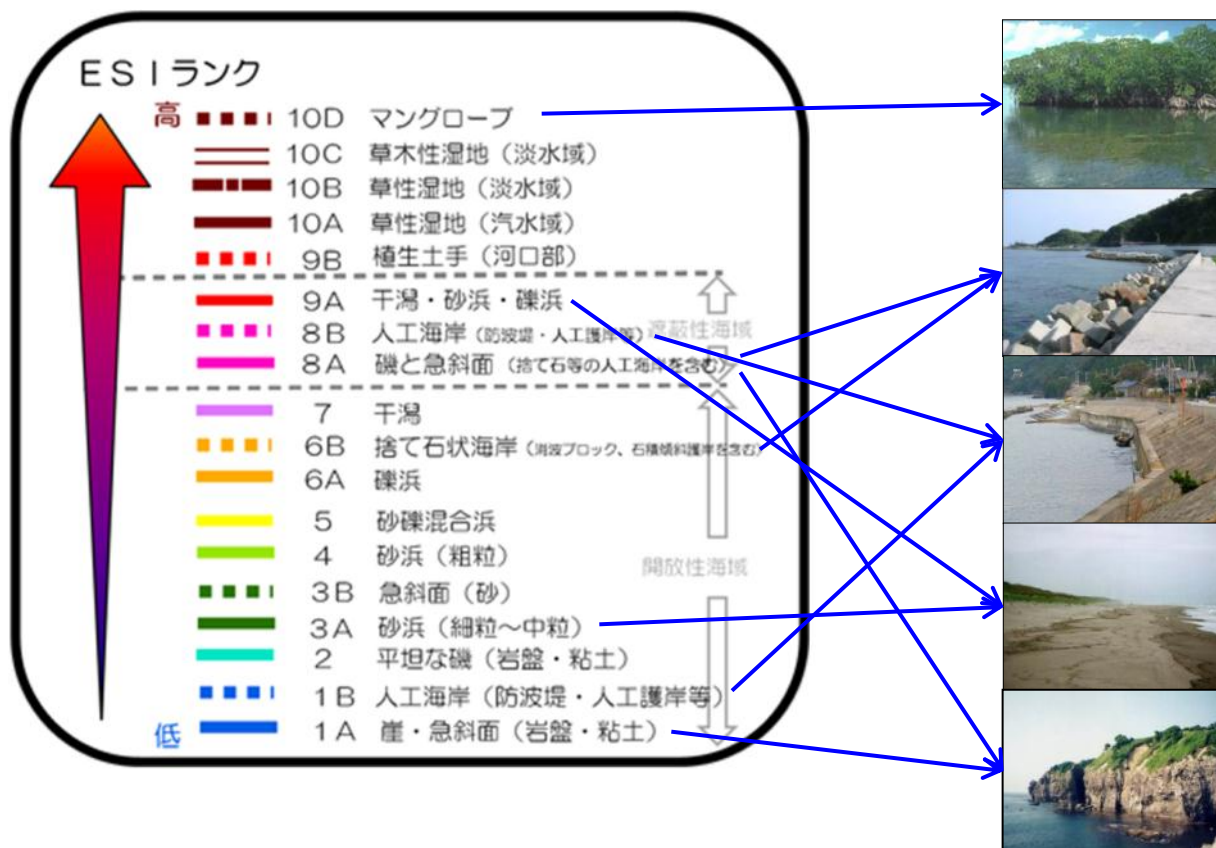 ESIランク
高 10D マングローブ
10C 草木性湿地（淡水域）
10B 草性湿地（淡水域）
10A 草性湿地（汽水域）
9B 植生土手（河口部）
9A 干潟・砂浜・礫浜
8B 人工海岸（防波堤・人工護岸等）遮蔽性海域
8A 磯と急斜面（捨て石等の人工海岸を含む）
7 干潟
6B 捨て石状海岸（消波ブロック、石積傾斜護岸を含む）
6A 礫浜
5 砂礫混合浜
4 砂浜（粗粒）
開放性海域
3B 急斜面（砂）
3A 砂浜（細粒～中粒）
2 平坦な磯（岩盤・粘土）
1B 人工海岸（防波堤・人工護岸等）
低 1A 崖・急斜面（岩盤・粘土）